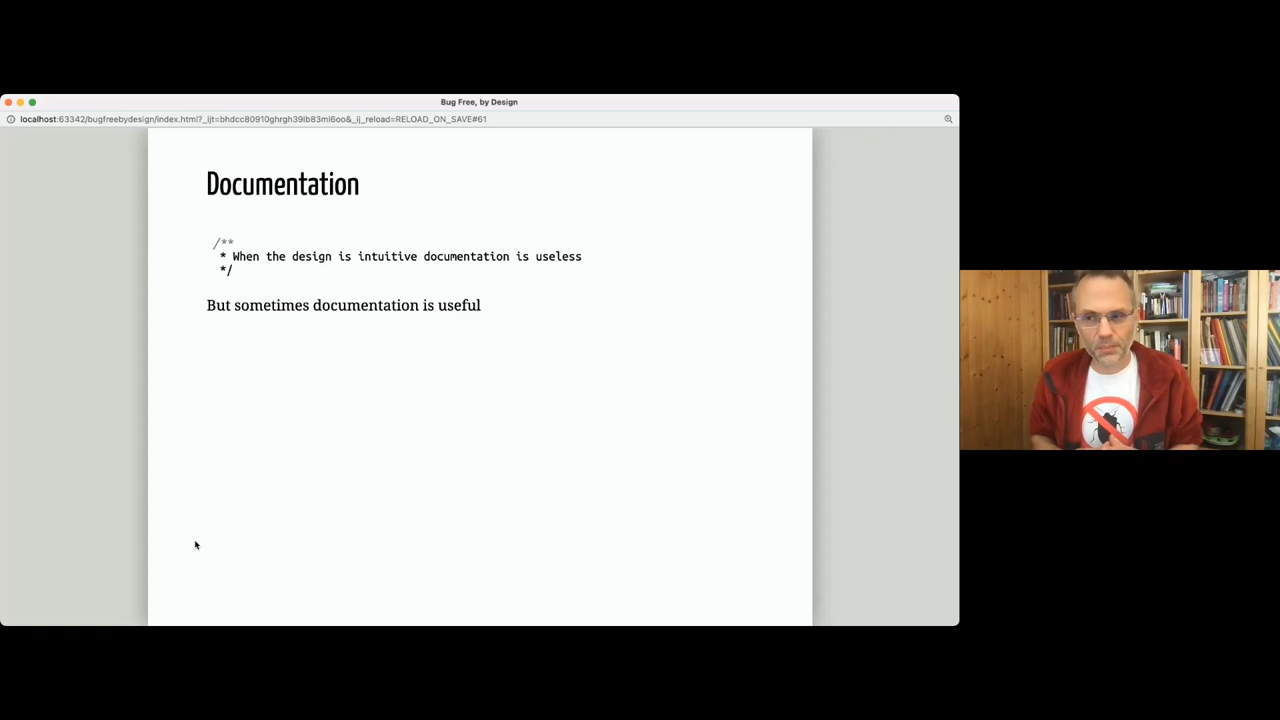 Bug Free, by Design
localhost:63342/bugfreebydesign/index.html?_ijt=bhdcc80910ghrgh39ib83ml6oo&_ij_reload=RELOAD_ON_SAVE#61
Documentation
/**
* When the design is intuitive documentation is useless
*/
But sometimes documentation is useful